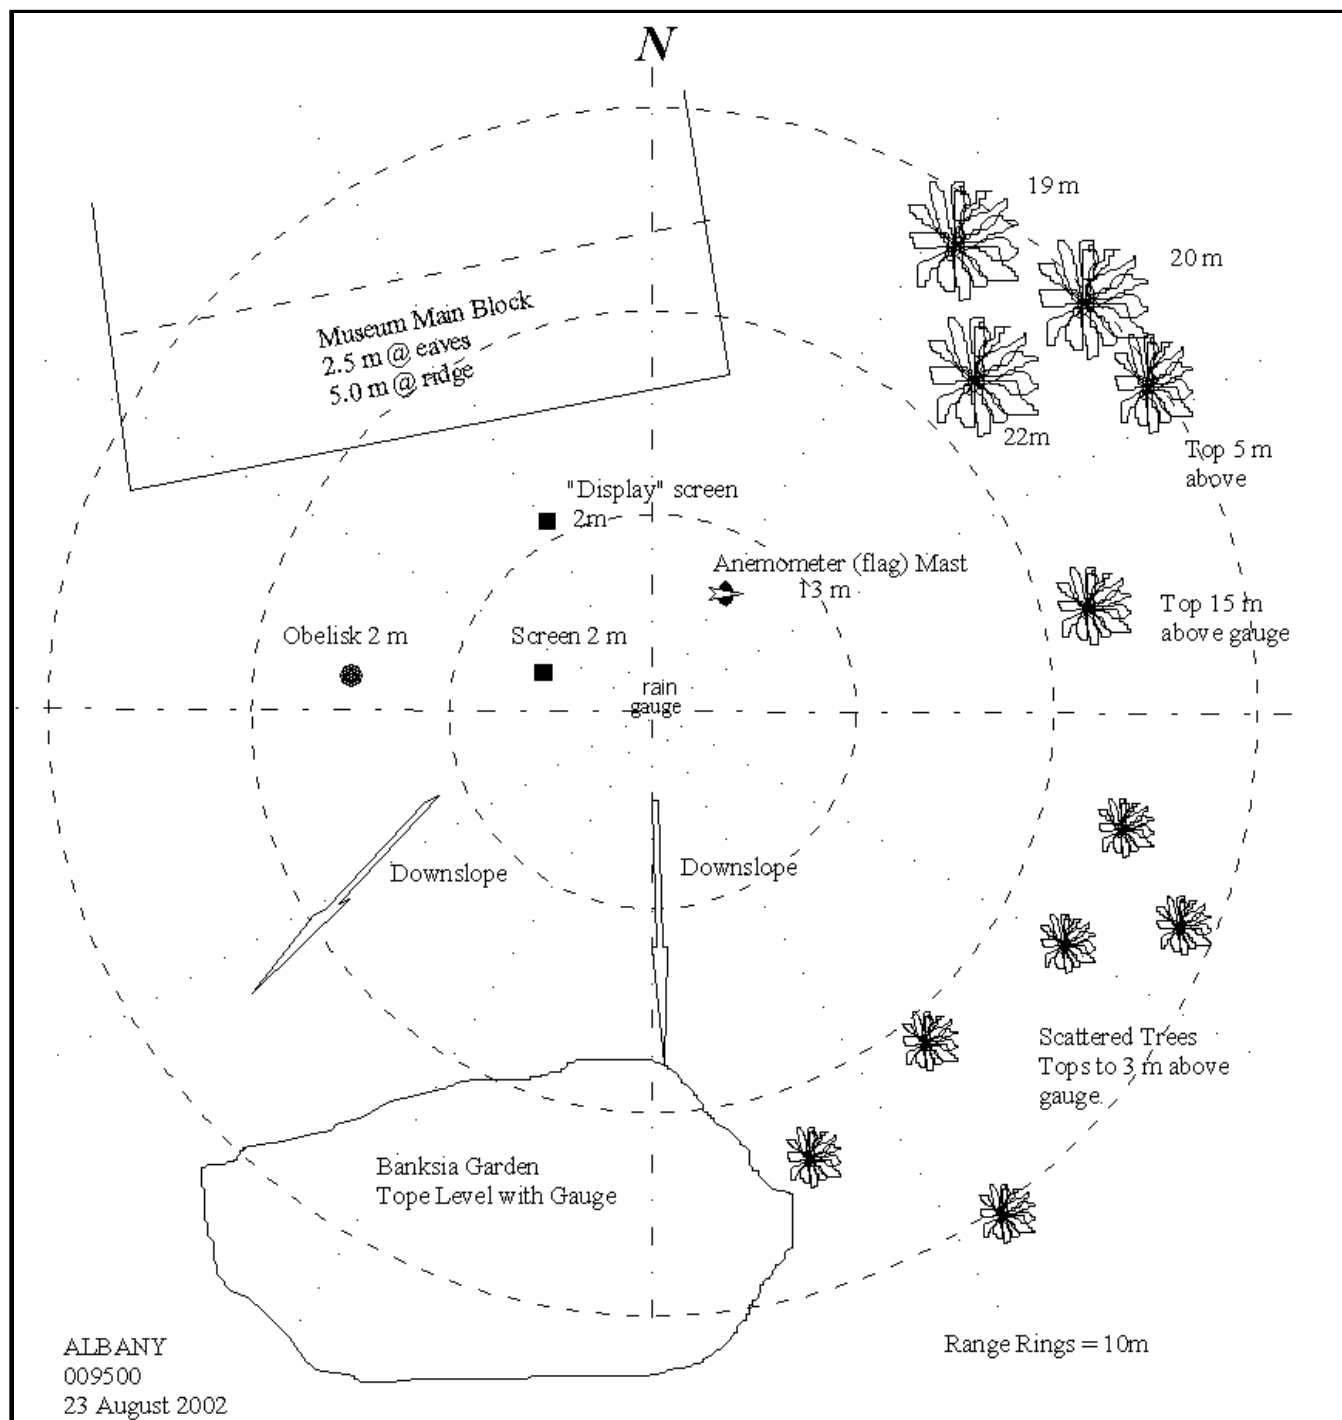 N
19 m
20 m
Museum Main Block
2.5 m @ eaves
5.0 m @ ridge
22m
Top 5 m
above
"Display" screen
2m
Anemometer (flag) Mast
13 m
Top 15 m
above gauge
Obelisk 2 m
Screen 2 m
rain
gauge
Downslope
Downslope
Scattered Trees
Tops to 3 m above
gauge.
Banksia Garden
Tope Level with Gauge
ALBANY
009500
23 August 2002
Range Rings = 10m